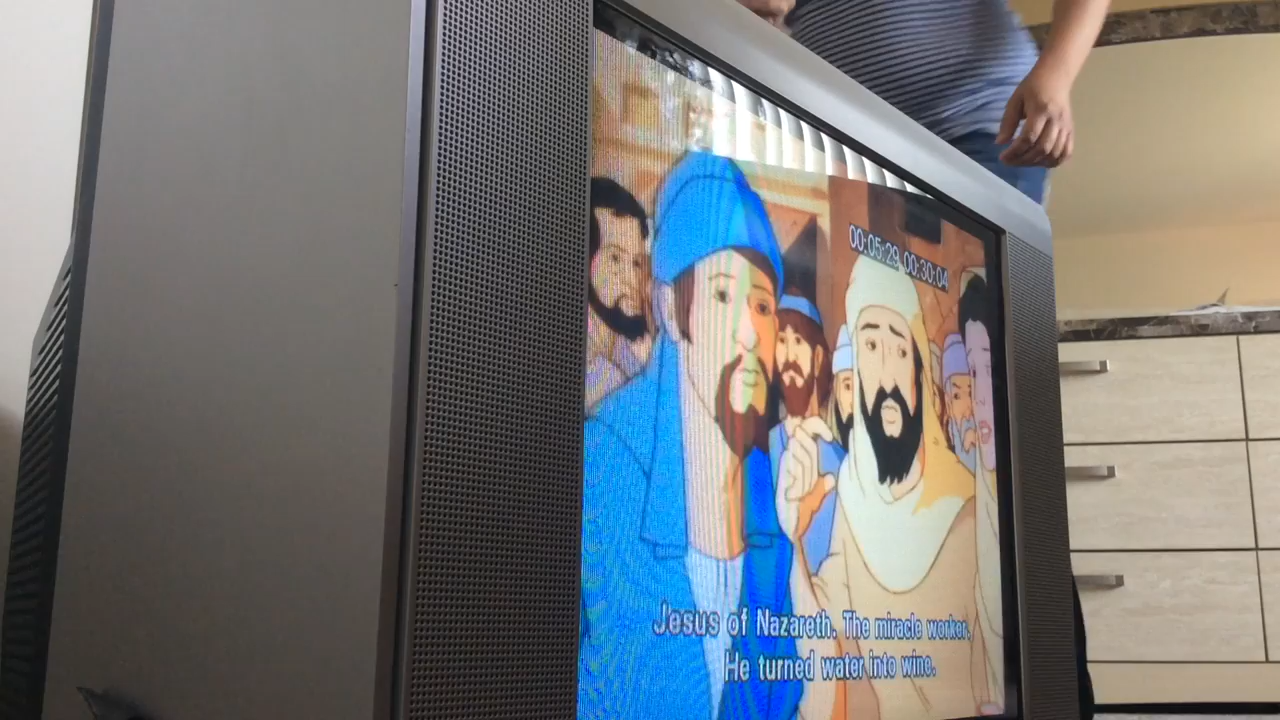 00:05:29 00:30:04
Jesus of Nazareth. The miracle worker.
He turned water into wine.